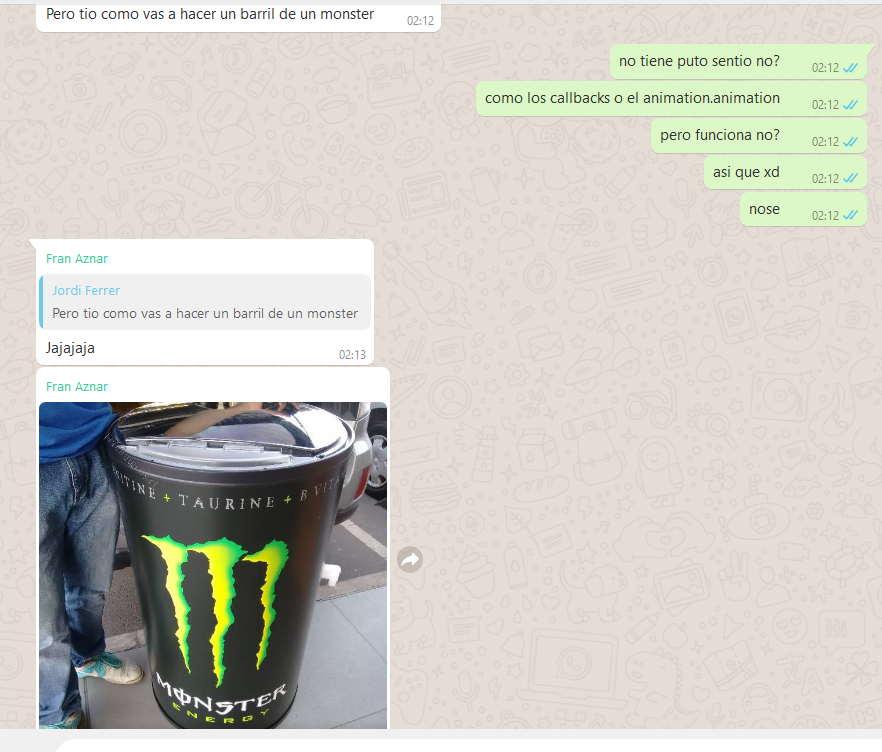 Pero tio como vas a hacer un barril de un monster
02:12
no tiene puto sentio no?
02:12
como los callbacks o el animation.animation
02:12
pero funciona no?
02:12
asi que xd
02:12
nose
02:12
Fran Aznar
Jordi Ferrer
Pero tio como vas a hacer un barril de un monster
Jajajaja
02:13
Fran Aznar
+ TAURINE + B VIT
MONSTER
ENERGY